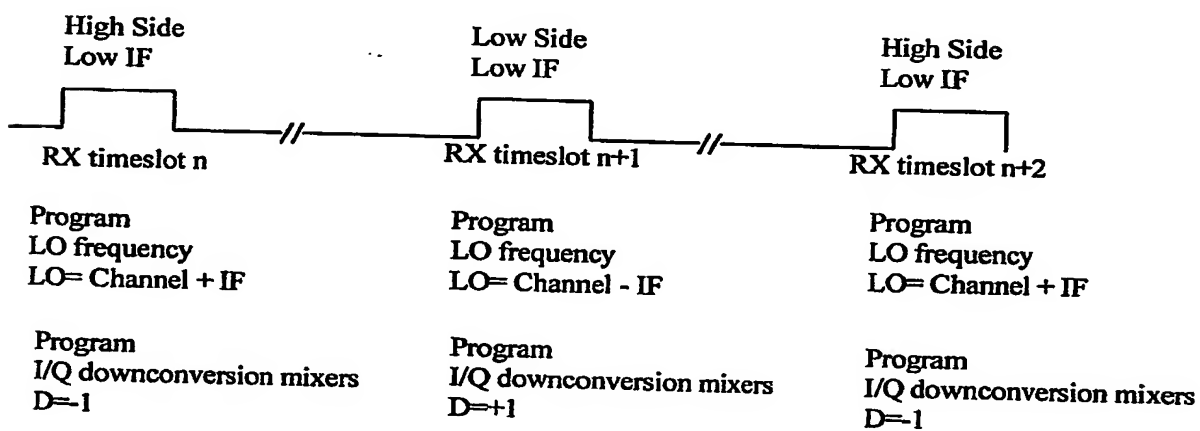 High Side
Low IF
Low Side
Low IF
High Side
Low IF
RX timeslot n
RX timeslot n+1
RX timeslot n+2
Program
LO frequency
LO= Channel + IF
Program
LO frequency
LO= Channel - IF
Program
LO frequency
LO= Channel + IF
Program
I/Q downconversion mixers
D=-1
Program
I/Q downconversion mixers
D=+1
Program
I/Q downconversion mixers
D=-1